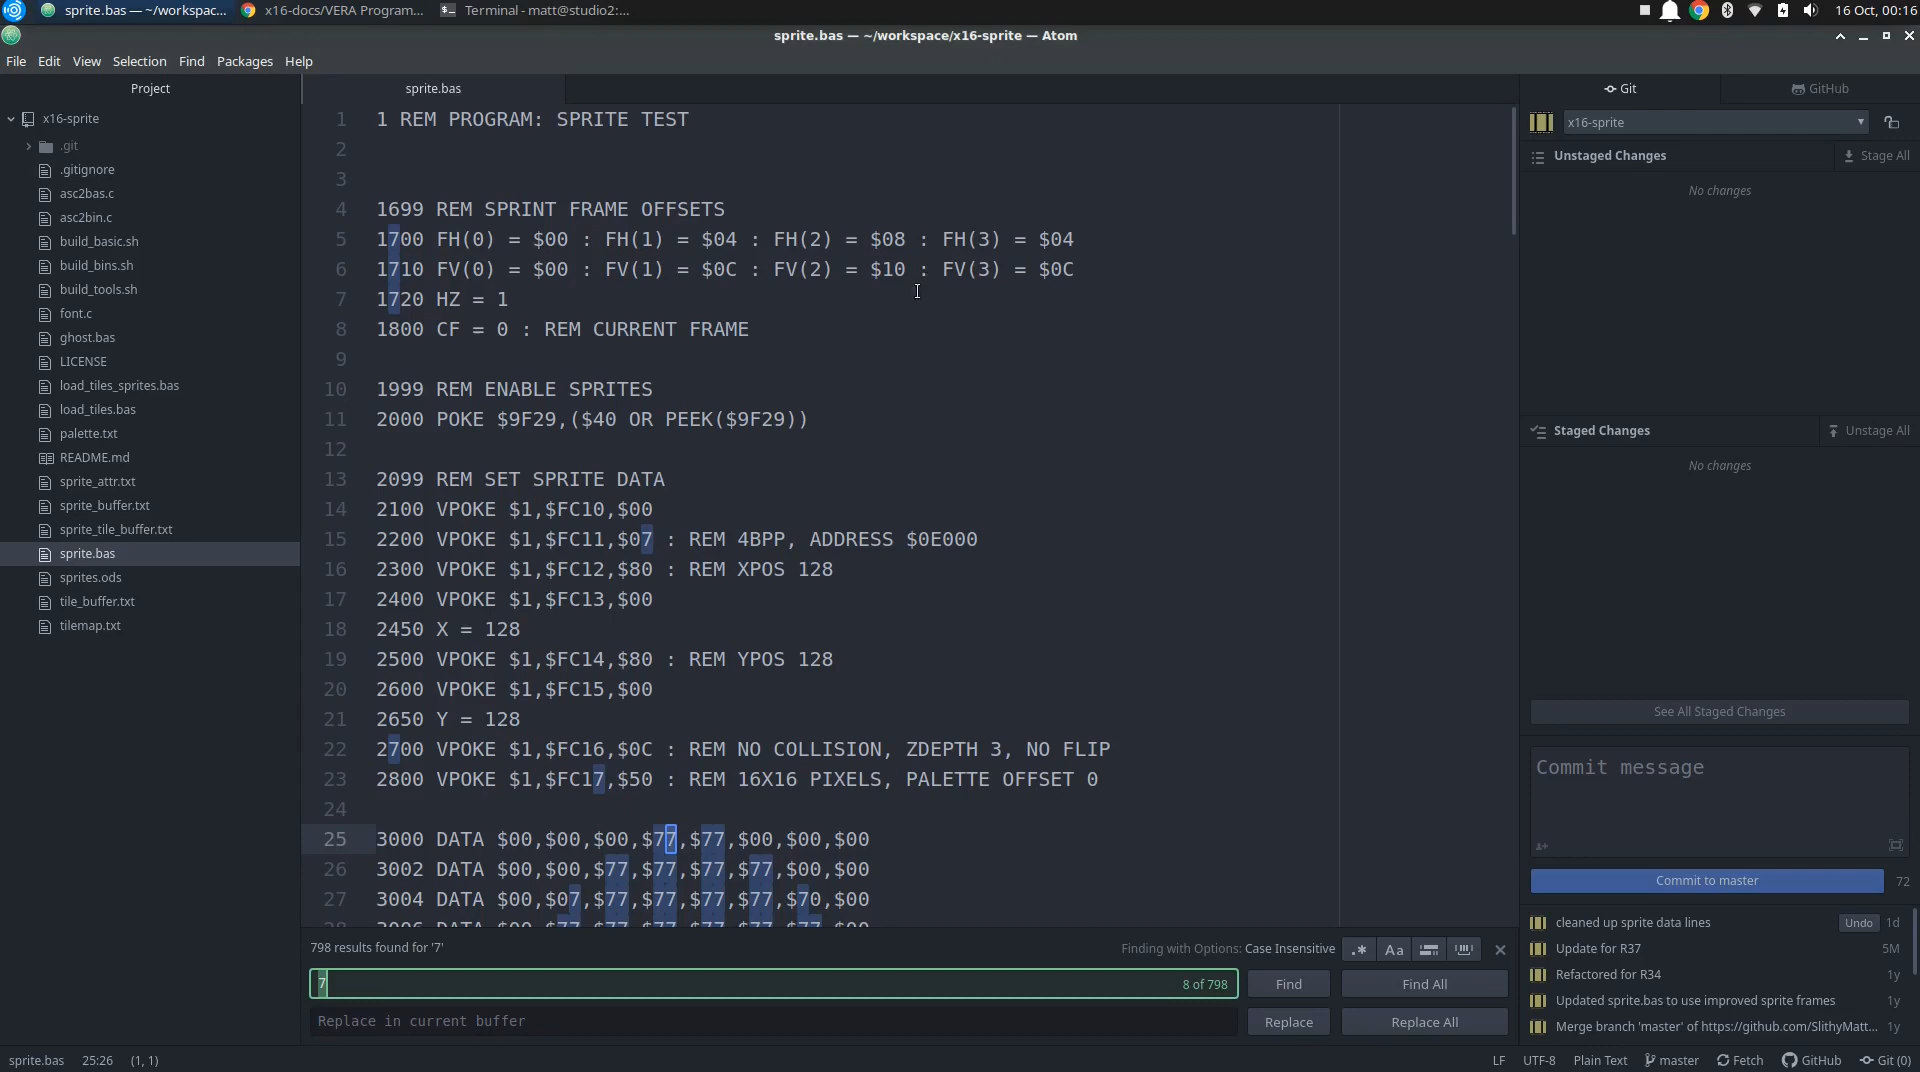 sprite.bas — ~/workspac...
x16-docs/VERA Program...
Terminal - matt@studio2:...
16 Oct, 00:16
sprite.bas — ~/workspace/x16-sprite — Atom
File Edit View Selection Find Packages Help
Project
x16-sprite
.git
.gitignore
asc2bas.c
asc2bin.c
build_basic.sh
build_bins.sh
build_tools.sh
font.c
ghost.bas
LICENSE
load_tiles_sprites.bas
load_tiles.bas
palette.txt
README.md
sprite_attr.txt
sprite_buffer.txt
sprite_tile_buffer.txt
sprite.bas
sprites.ods
tile_buffer.txt
tilemap.txt
sprite.bas
1 1 REM PROGRAM: SPRITE TEST
2
3
4 1699 REM SPRINT FRAME OFFSETS
5 1700 FH(0) = $00 : FH(1) = $04 : FH(2) = $08 : FH(3) = $04
6 1710 FV(0) = $00 : FV(1) = $0C : FV(2) = $10 : FV(3) = $0C
7 1720 HZ = 1
8 1800 CF = 0 : REM CURRENT FRAME
9
10 1999 REM ENABLE SPRITES
11 2000 POKE $9F29,($40 OR PEEK($9F29))
12
13 2099 REM SET SPRITE DATA
14 2100 VPOKE $1,$FC10,$00
15 2200 VPOKE $1,$FC11,$07 : REM 4BPP, ADDRESS $0E000
16 2300 VPOKE $1,$FC12,$80 : REM XPOS 128
17 2400 VPOKE $1,$FC13,$00
18 2450 X = 128
19 2500 VPOKE $1,$FC14,$80 : REM YPOS 128
20 2600 VPOKE $1,$FC15,$00
21 2650 Y = 128
22 2700 VPOKE $1,$FC16,$0C : REM NO COLLISION, ZDEPTH 3, NO FLIP
23 2800 VPOKE $1,$FC17,$50 : REM 16X16 PIXELS, PALETTE OFFSET 0
24
25 3000 DATA $00,$00,$00,$77,$77,$00,$00,$00
26 3002 DATA $00,$00,$77,$77,$77,$77,$00,$00
27 3004 DATA $00,$07,$77,$77,$77,$77,$70,$00
28 3006 DATA $00,$77,$77,$77,$77,$77,$77,$00
798 results found for '7'
Finding with Options: Case Insensitive
.* Aa
7
8 of 798
Find
Find All
Replace in current buffer
Replace
Replace All
Git
GitHub
x16-sprite
Unstaged Changes
Stage All
No changes
Staged Changes
Unstage All
No changes
See All Staged Changes
Commit message
Commit to master
72
cleaned up sprite data lines Undo 1d
Update for R37 5M
Refactored for R34 1y
Updated sprite.bas to use improved sprite frames 1y
Merge branch 'master' of https://github.com/SlithyMatt... 1y
sprite.bas 25:26 (1, 1)
LF UTF-8 Plain Text master Fetch GitHub Git (0)